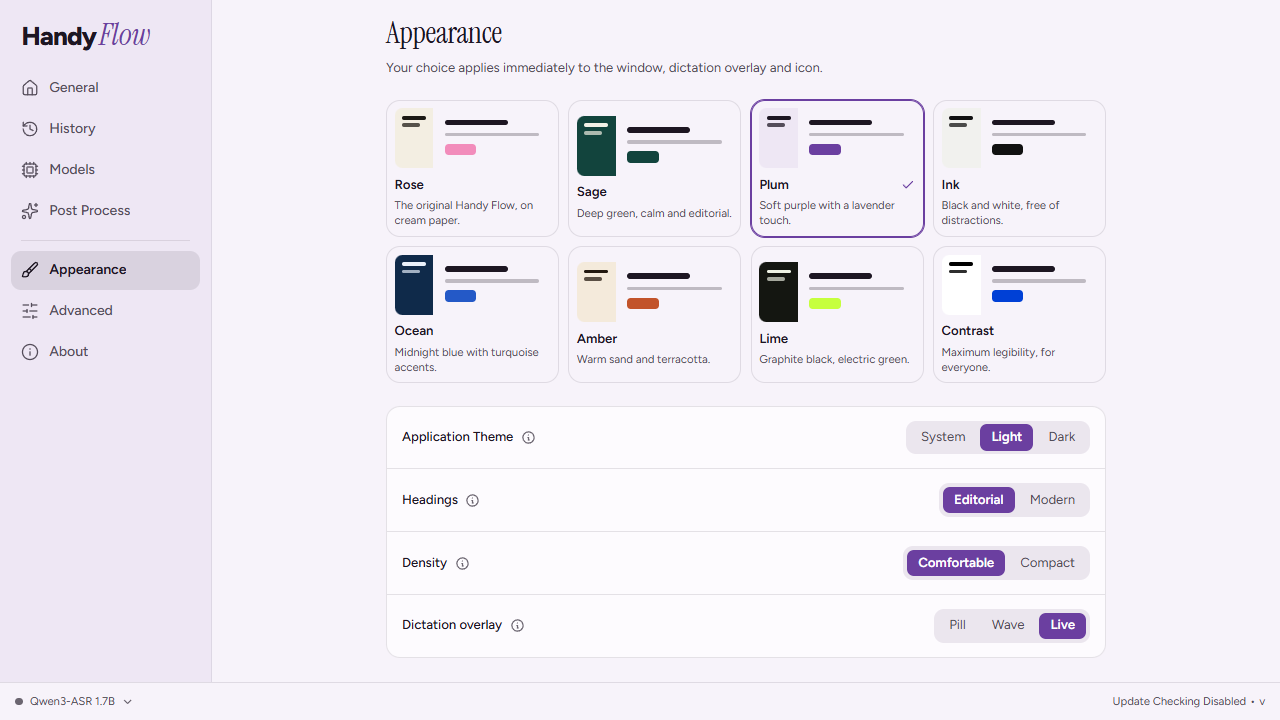 Handy Flow
General
History
Models
Post Process
Appearance
Advanced
About
Appearance
Your choice applies immediately to the window, dictation overlay and icon.
Rose
The original Handy Flow, on
cream paper.
Sage
Deep green, calm and editorial.
Plum
Soft purple with a lavender
touch.
Ink
Black and white, free of
distractions.
Ocean
Midnight blue with turquoise
accents.
Amber
Warm sand and terracotta.
Lime
Graphite black, electric green.
Contrast
Maximum legibility, for
everyone.
Application Theme
System Light Dark
Headings
Editorial Modern
Density
Comfortable Compact
Dictation overlay
Pill Wave Live
Qwen3-ASR 1.7B
Update Checking Disabled • v